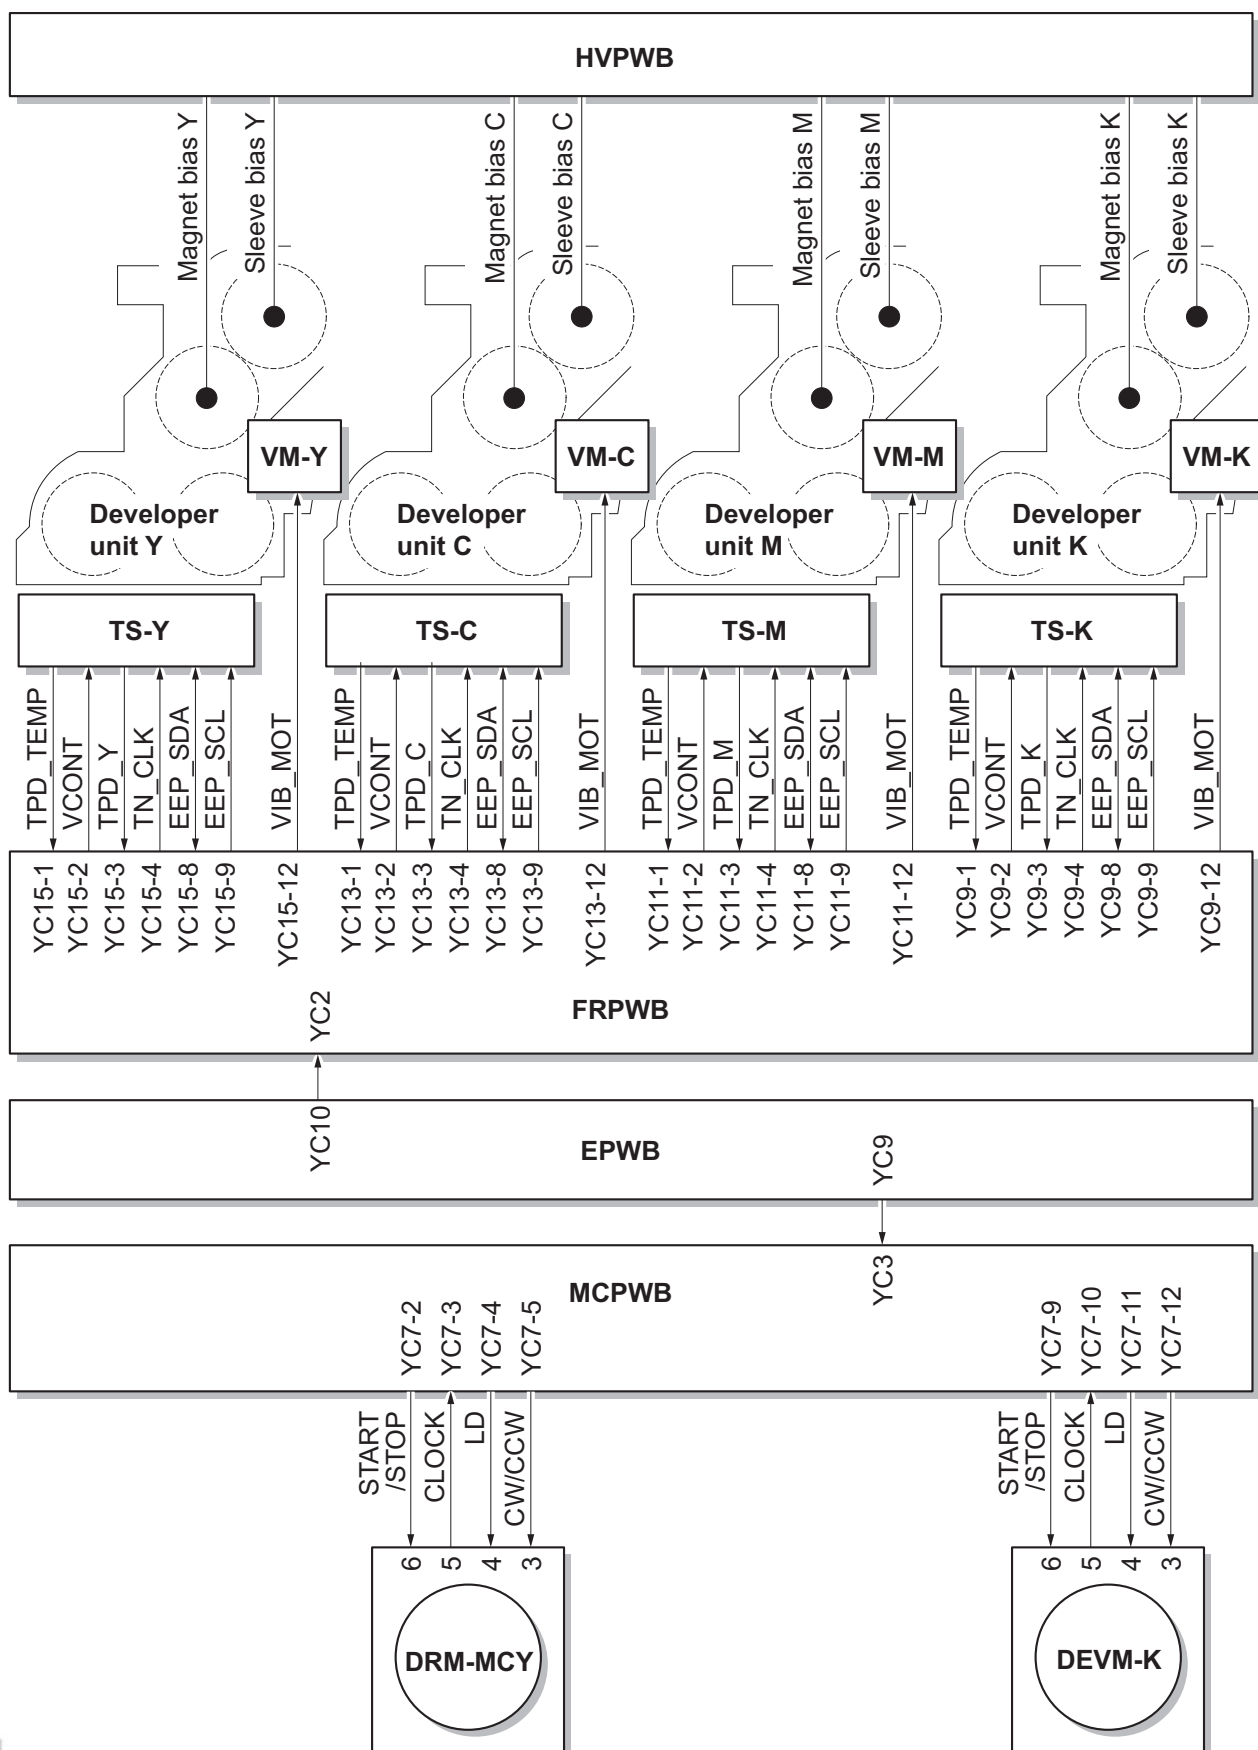 HVPWB
Magnet bias Y
Sleeve bias Y
Magnet bias C
Sleeve bias C
Magnet bias M
Sleeve bias M
Magnet bias K
Sleeve bias K
VM-Y
VM-C
VM-M
VM-K
Developer
unit Y
Developer
unit C
Developer
unit M
Developer
unit K
TS-Y
TS-C
TS-M
TS-K
TPD_TEMP
VCONT
TPD_Y
TN_CLK
EEP_SDA
EEP_SCL
VIB_MOT
TPD_TEMP
VCONT
TPD_C
TN_CLK
EEP_SDA
EEP_SCL
VIB_MOT
TPD_TEMP
VCONT
TPD_M
TN_CLK
EEP_SDA
EEP_SCL
VIB_MOT
TPD_TEMP
VCONT
TPD_K
TN_CLK
EEP_SDA
EEP_SCL
VIB_MOT
YC15-1
YC15-2
YC15-3
YC15-4
YC15-8
YC15-9
YC15-12
YC13-1
YC13-2
YC13-3
YC13-4
YC13-8
YC13-9
YC13-12
YC11-1
YC11-2
YC11-3
YC11-4
YC11-8
YC11-9
YC11-12
YC9-1
YC9-2
YC9-3
YC9-4
YC9-8
YC9-9
YC9-12
YC2
FRPWB
YC10
EPWB
YC9
MCPWB
YC3
YC7-2
YC7-3
YC7-4
YC7-5
YC7-9
YC7-10
YC7-11
YC7-12
START
/STOP
CLOCK
LD
CW/CCW
START
/STOP
CLOCK
LD
CW/CCW
6
5
4
3
6
5
4
3
DRM-MCY
DEVM-K